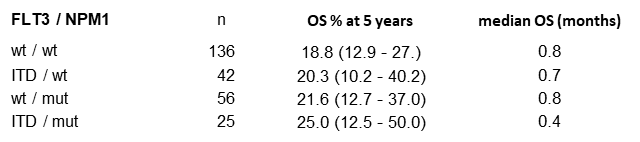 FLT3 / NPM1 n OS % at 5 years median OS (months)
wt / wt 136 18.8 (12.9 - 27.) 0.8
ITD / wt 42 20.3 (10.2 - 40.2) 0.7
wt / mut 56 21.6 (12.7 - 37.0) 0.8
ITD / mut 25 25.0 (12.5 - 50.0) 0.4